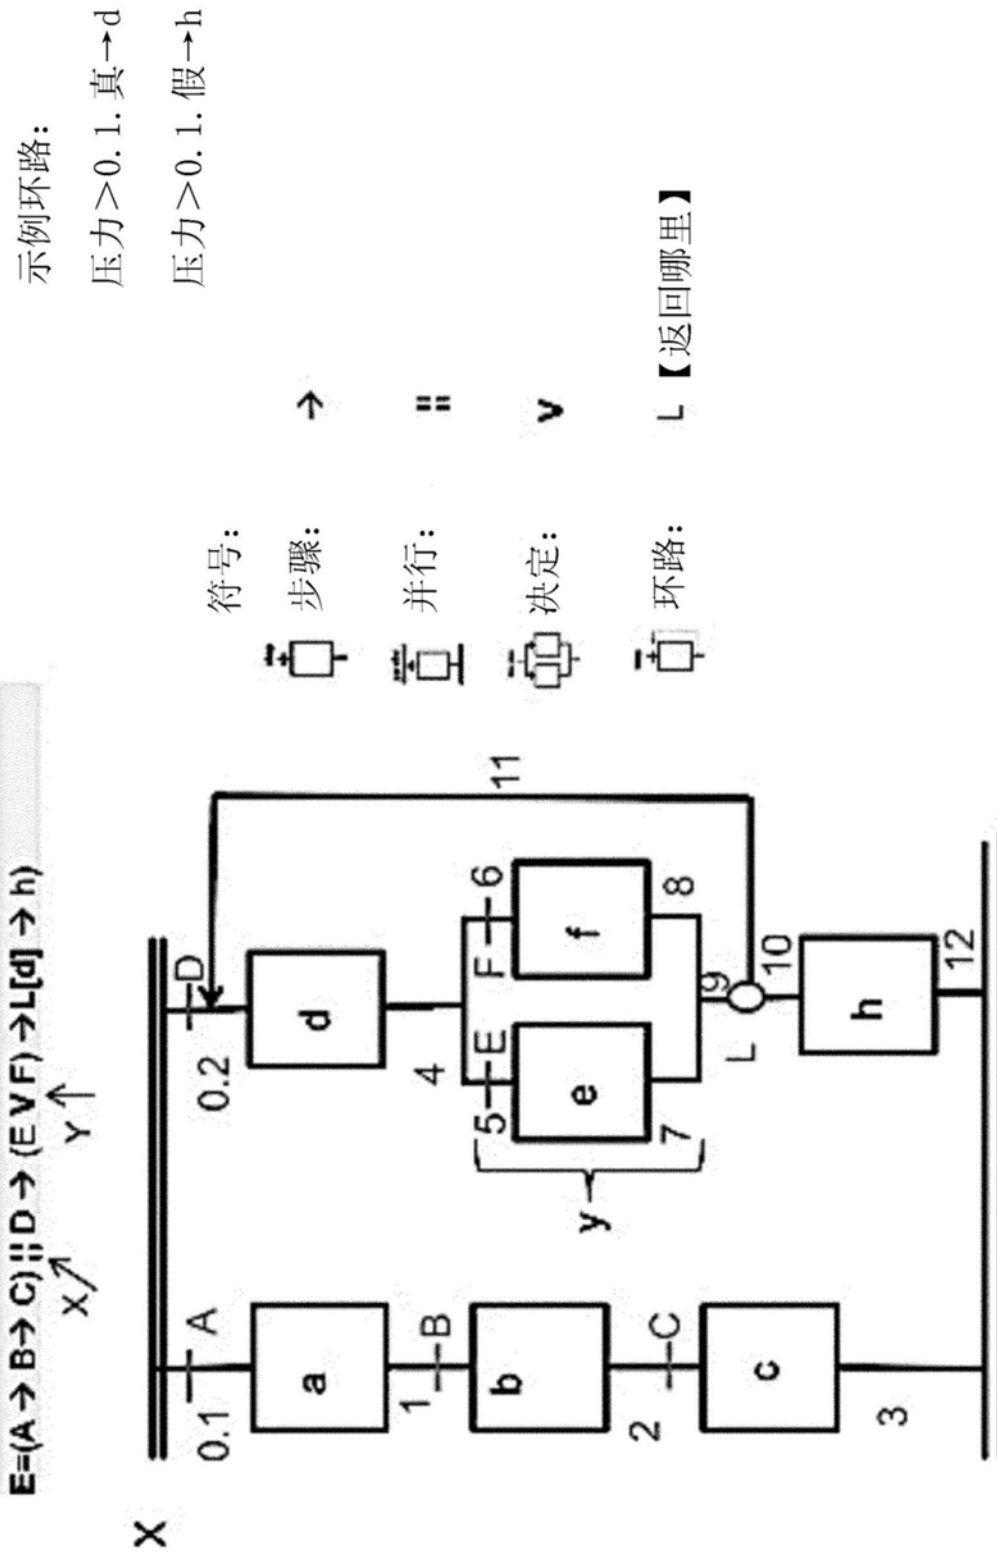 E=(A→B→C)::D→(E∨F)→L[d]→h)
X
Y
X
0.1
A
a
1
B
b
2
C
c
3
0.2
D
d
4
5
E
F
6
e
f
y
7
8
9
L
10
11
h
12
符号：
步骤：
→
并行：
::
决定：
∨
环路：
L【返回哪里】
示例环路：
压力>0.1.真→d
压力>0.1.假→h